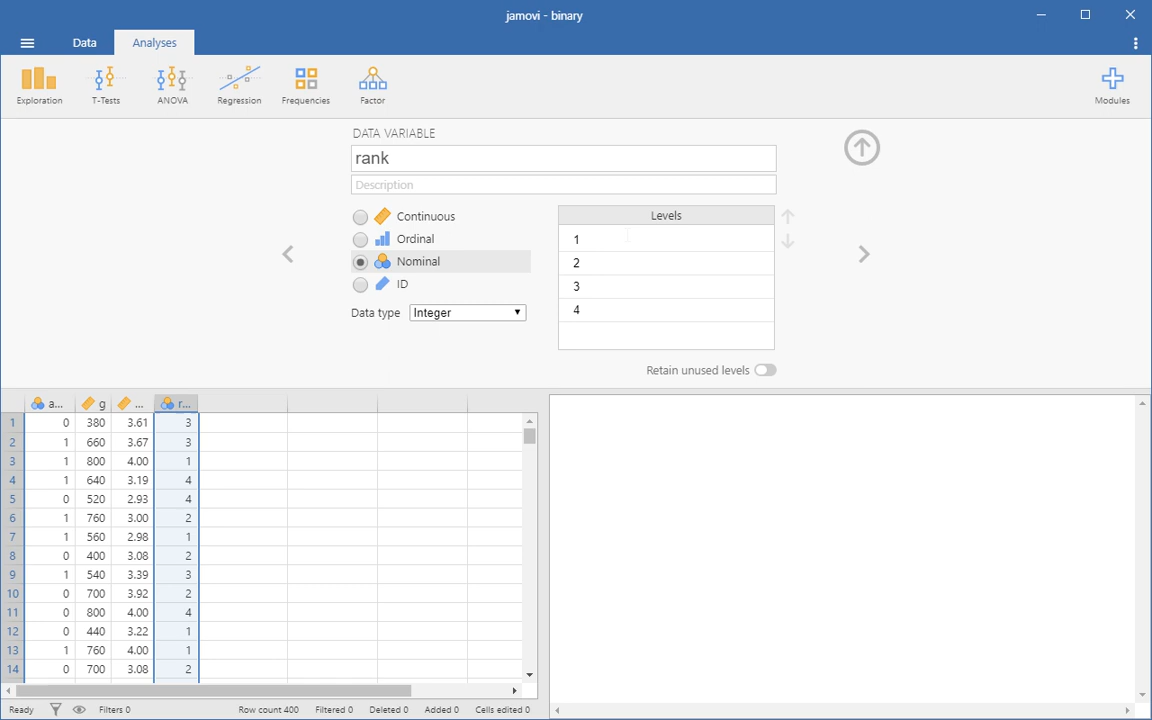 jamovi - binary
Data Analyses
Exploration T-Tests ANOVA Regression Frequencies Factor Modules
DATA VARIABLE
rank
Description
Continuous
Ordinal
Nominal
ID
Data type Integer
Levels
1
2
3
4
Retain unused levels
a... g ... r...
1 0 380 3.61 3
2 1 660 3.67 3
3 1 800 4.00 1
4 1 640 3.19 4
5 0 520 2.93 4
6 1 760 3.00 2
7 1 560 2.98 1
8 0 400 3.08 2
9 1 540 3.39 3
10 0 700 3.92 2
11 0 800 4.00 4
12 0 440 3.22 1
13 1 760 4.00 1
14 0 700 3.08 2
Ready Filters 0 Row count 400 Filtered 0 Deleted 0 Added 0 Cells edited 0